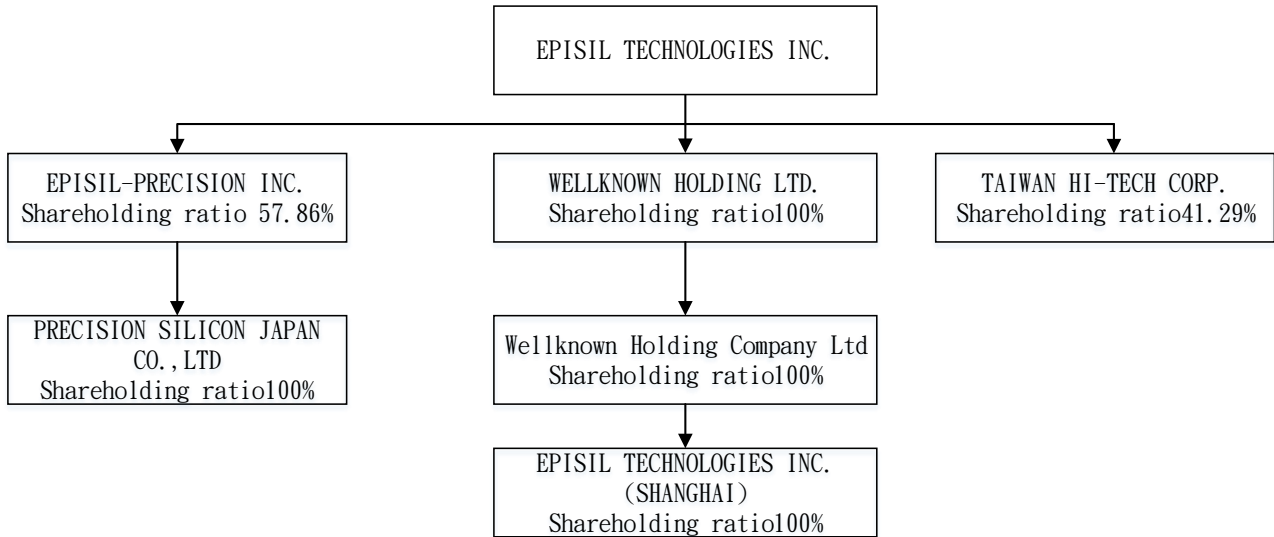 EPISIL TECHNOLOGIES INC.
EPISIL-PRECISION INC.
Shareholding ratio 57.86%
WELLKNOWN HOLDING LTD.
Shareholding ratio100%
TAIWAN HI-TECH CORP.
Shareholding ratio41.29%
PRECISION SILICON JAPAN
CO.,LTD
Shareholding ratio100%
Wellknown Holding Company Ltd
Shareholding ratio100%
EPISIL TECHNOLOGIES INC.
(SHANGHAI)
Shareholding ratio100%